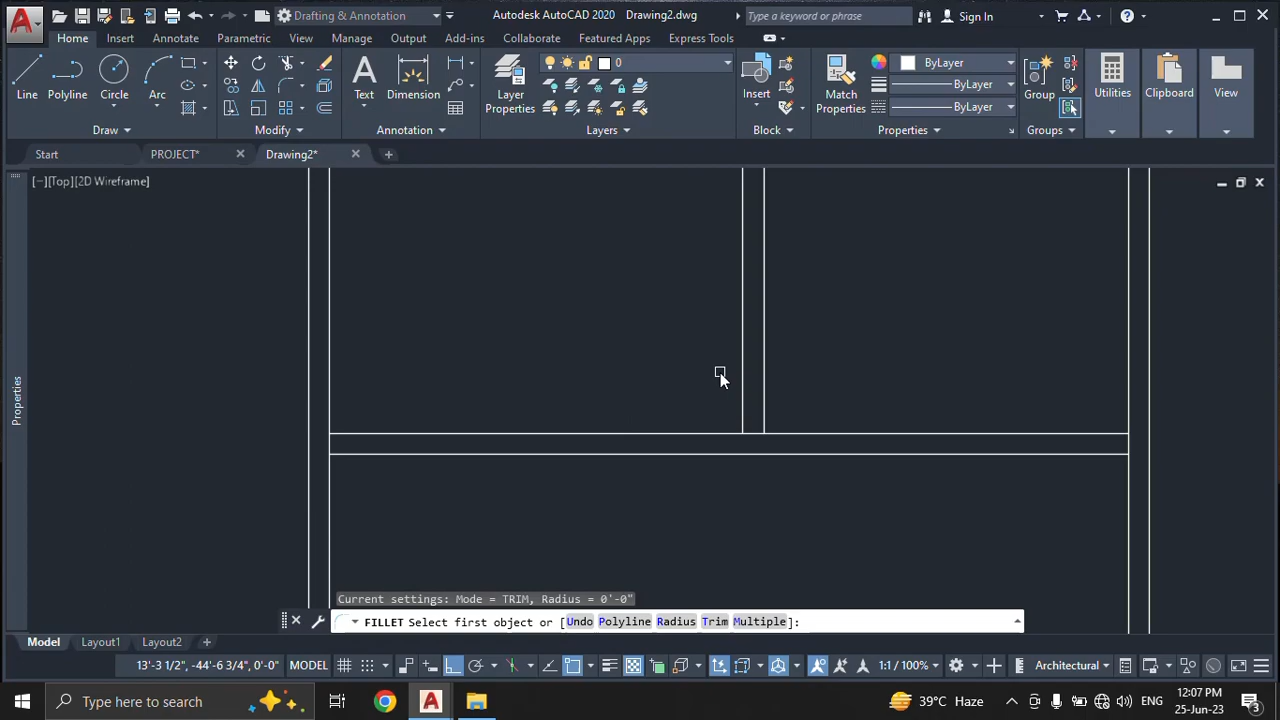 Drafting & Annotation
Autodesk AutoCAD 2020 Drawing2.dwg
Type a keyword or phrase
Sign In
Home Insert Annotate Parametric View Manage Output Add-ins Collaborate Featured Apps Express Tools
0
ByLayer
ByLayer
ByLayer
Line Polyline Circle Arc
Text Dimension
Layer Properties
Insert
Match Properties
Group
Utilities Clipboard View
Draw Modify Annotation Layers Block Properties Groups
Start PROJECT* Drawing2*
[−][Top][2D Wireframe]
Properties
Current settings: Mode = TRIM, Radius = 0'-0"
FILLET Select first object or [Undo Polyline Radius Trim Multiple]:
Model Layout1 Layout2
13'-3 1/2", -44'-6 3/4", 0'-0" MODEL 1:1 / 100% Architectural
Type here to search
39°C Haze
ENG
12:07 PM
25-Jun-23
3